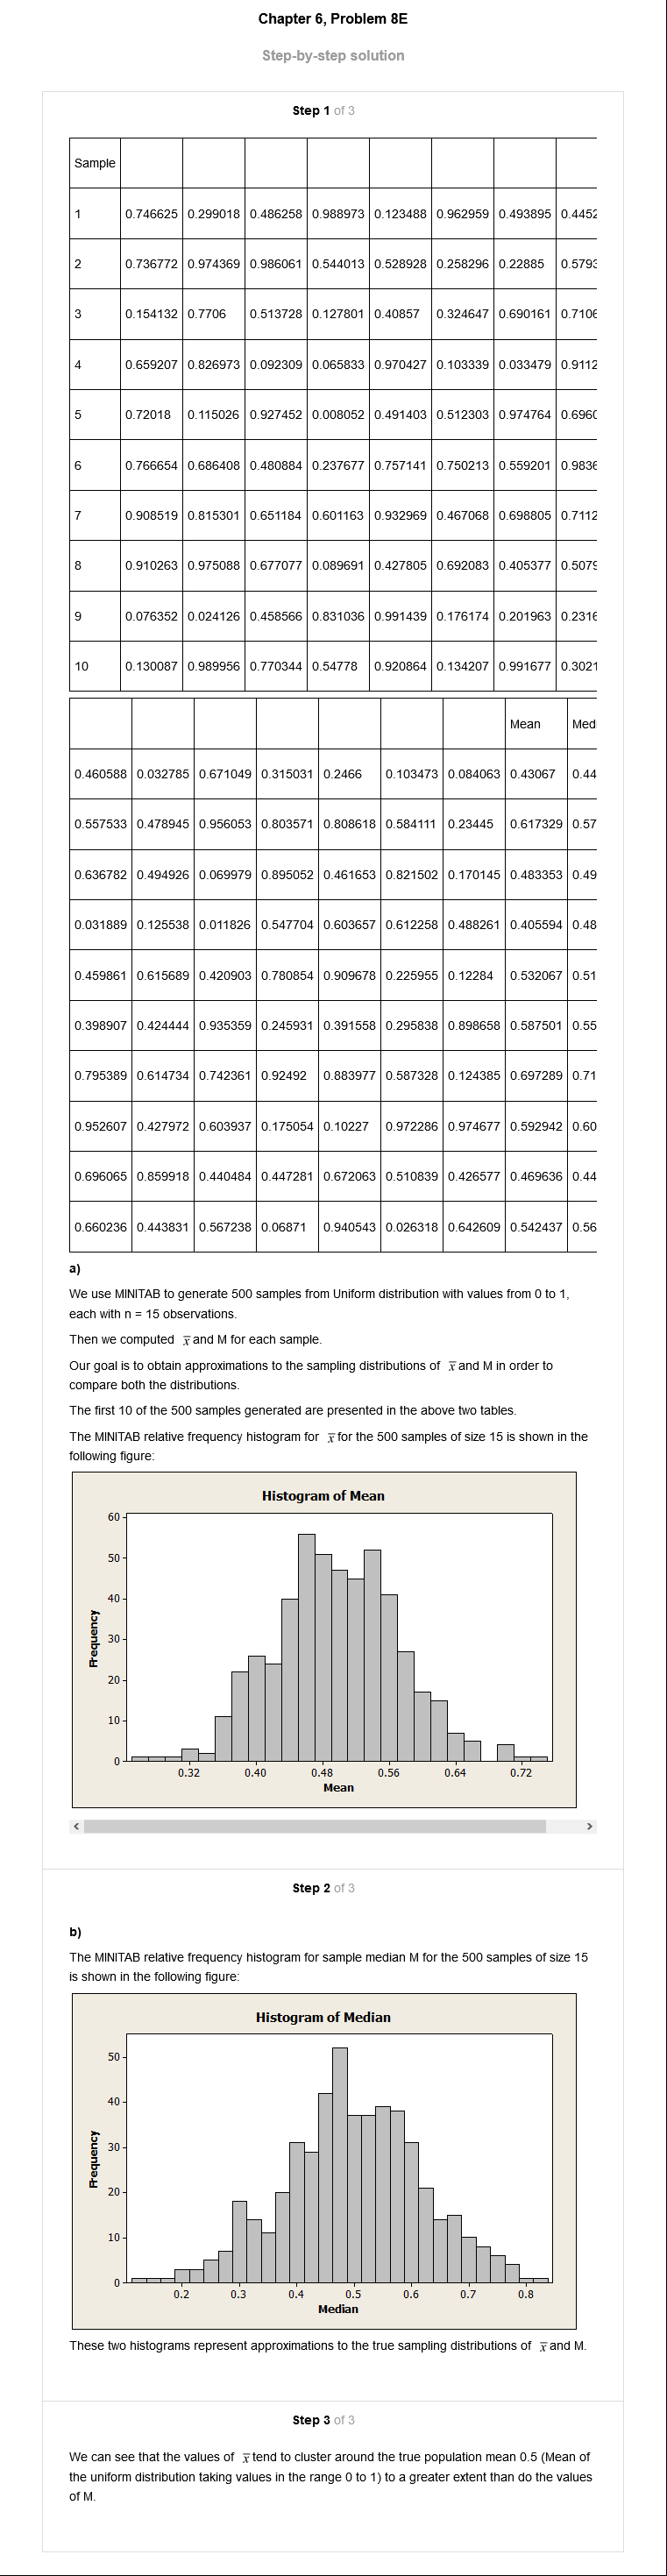 Chapter 6, Problem 8E
Step-by-step solution
Step 1 of 3
Sample
1 0.746625 0.299018 0.486258 0.988973 0.123488 0.962959 0.493895 0.4452
2 0.736772 0.974369 0.986061 0.544013 0.528928 0.258296 0.22885 0.5793
3 0.154132 0.7706 0.513728 0.127801 0.40857 0.324647 0.690161 0.7106
4 0.659207 0.826973 0.092309 0.065833 0.970427 0.103339 0.033479 0.9112
5 0.72018 0.115026 0.927452 0.008052 0.491403 0.512303 0.974764 0.6960
6 0.766654 0.686408 0.480884 0.237677 0.757141 0.750213 0.559201 0.9836
7 0.908519 0.815301 0.651184 0.601163 0.932969 0.467068 0.698805 0.7112
8 0.910263 0.975088 0.677077 0.089691 0.427805 0.692083 0.405377 0.5079
9 0.076352 0.024126 0.458566 0.831036 0.991439 0.176174 0.201963 0.2316
10 0.130087 0.989956 0.770344 0.54778 0.920864 0.134207 0.991677 0.3021
Mean Medi
0.460588 0.032785 0.671049 0.315031 0.2466 0.103473 0.084063 0.43067 0.44
0.557533 0.478945 0.956053 0.803571 0.808618 0.584111 0.23445 0.617329 0.57
0.636782 0.494926 0.069979 0.895052 0.461653 0.821502 0.170145 0.483353 0.49
0.031889 0.125538 0.011826 0.547704 0.603657 0.612258 0.488261 0.405594 0.48
0.459861 0.615689 0.420903 0.780854 0.909678 0.225955 0.12284 0.532067 0.51
0.398907 0.424444 0.935359 0.245931 0.391558 0.295838 0.898658 0.587501 0.55
0.795389 0.614734 0.742361 0.92492 0.883977 0.587328 0.124385 0.697289 0.71
0.952607 0.427972 0.603937 0.175054 0.10227 0.972286 0.974677 0.592942 0.60
0.696065 0.859918 0.440484 0.447281 0.672063 0.510839 0.426577 0.469636 0.44
0.660236 0.443831 0.567238 0.06871 0.940543 0.026318 0.642609 0.542437 0.56
a)
We use MINITAB to generate 500 samples from Uniform distribution with values from 0 to 1,
each with n = 15 observations.
Then we computed x̅ and M for each sample.
Our goal is to obtain approximations to the sampling distributions of x̅ and M in order to
compare both the distributions.
The first 10 of the 500 samples generated are presented in the above two tables.
The MINITAB relative frequency histogram for x̅ for the 500 samples of size 15 is shown in the
following figure:
Histogram of Mean
60
50
40
30
20
10
0
Frequency
0.32 0.40 0.48 0.56 0.64 0.72
Mean
Step 2 of 3
b)
The MINITAB relative frequency histogram for sample median M for the 500 samples of size 15
is shown in the following figure:
Histogram of Median
50
40
30
20
10
0
Frequency
0.2 0.3 0.4 0.5 0.6 0.7 0.8
Median
These two histograms represent approximations to the true sampling distributions of x̅ and M.
Step 3 of 3
We can see that the values of x̅ tend to cluster around the true population mean 0.5 (Mean of
the uniform distribution taking values in the range 0 to 1) to a greater extent than do the values
of M.